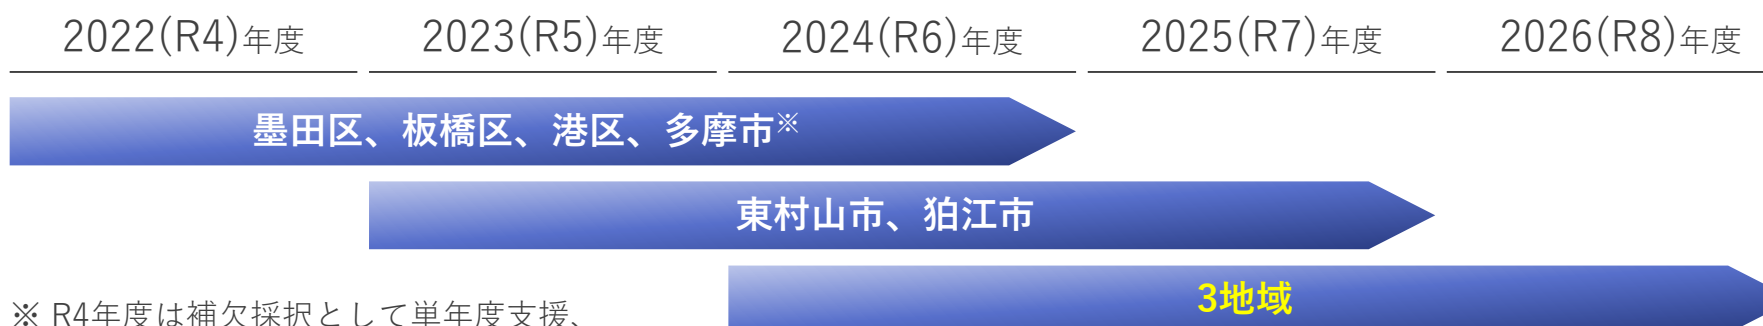 2022(R4)年度 2023(R5)年度 2024(R6)年度 2025(R7)年度 2026(R8)年度
墨田区、板橋区、港区、多摩市※
東村山市、狛江市
3地域
※ R4年度は補欠採択として単年度支援、